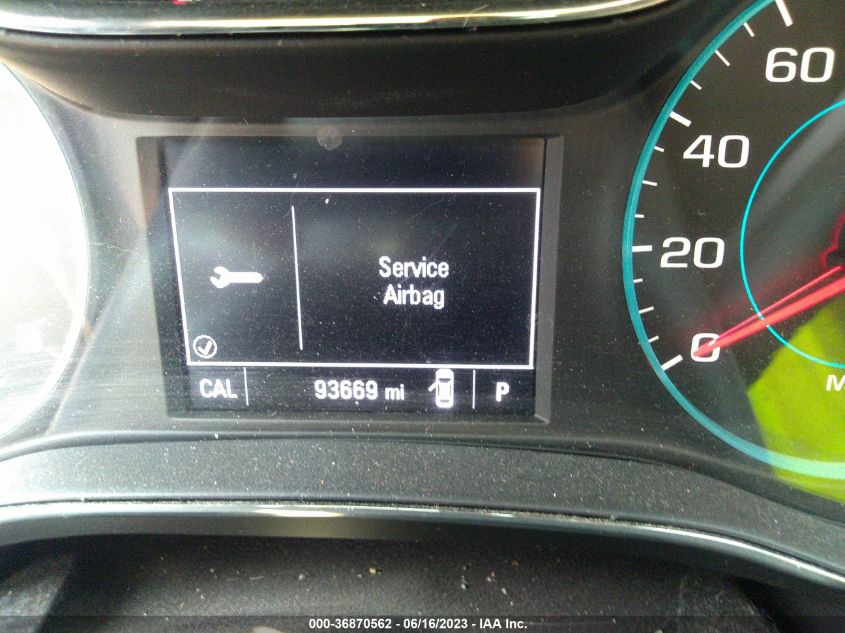 60
40
20
0
M
Service
Airbag
CAL 93669 mi P
000-36870562 - 06/16/2023 - IAA Inc.